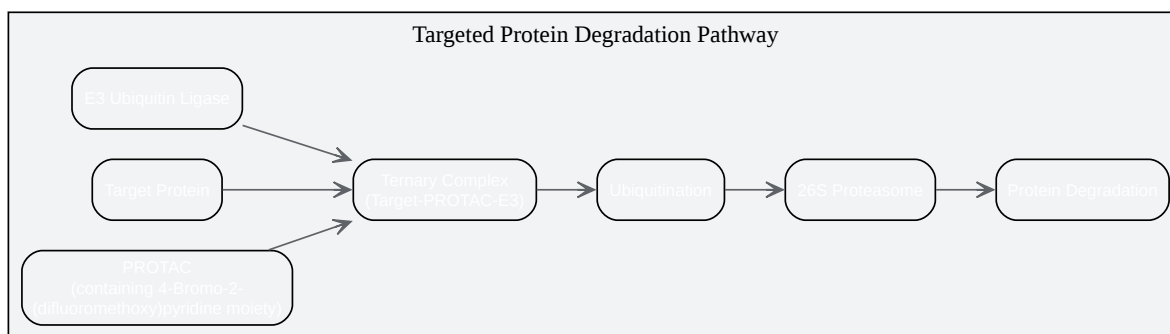 Targeted Protein Degradation Pathway
E3 Ubiquitin Ligase
Target Protein
PROTAC
(containing 4-Bromo-2-
(difluoromethoxy)pyridine moiety)
Ternary Complex
(Target-PROTAC-E3)
Ubiquitination
26S Proteasome
Protein Degradation